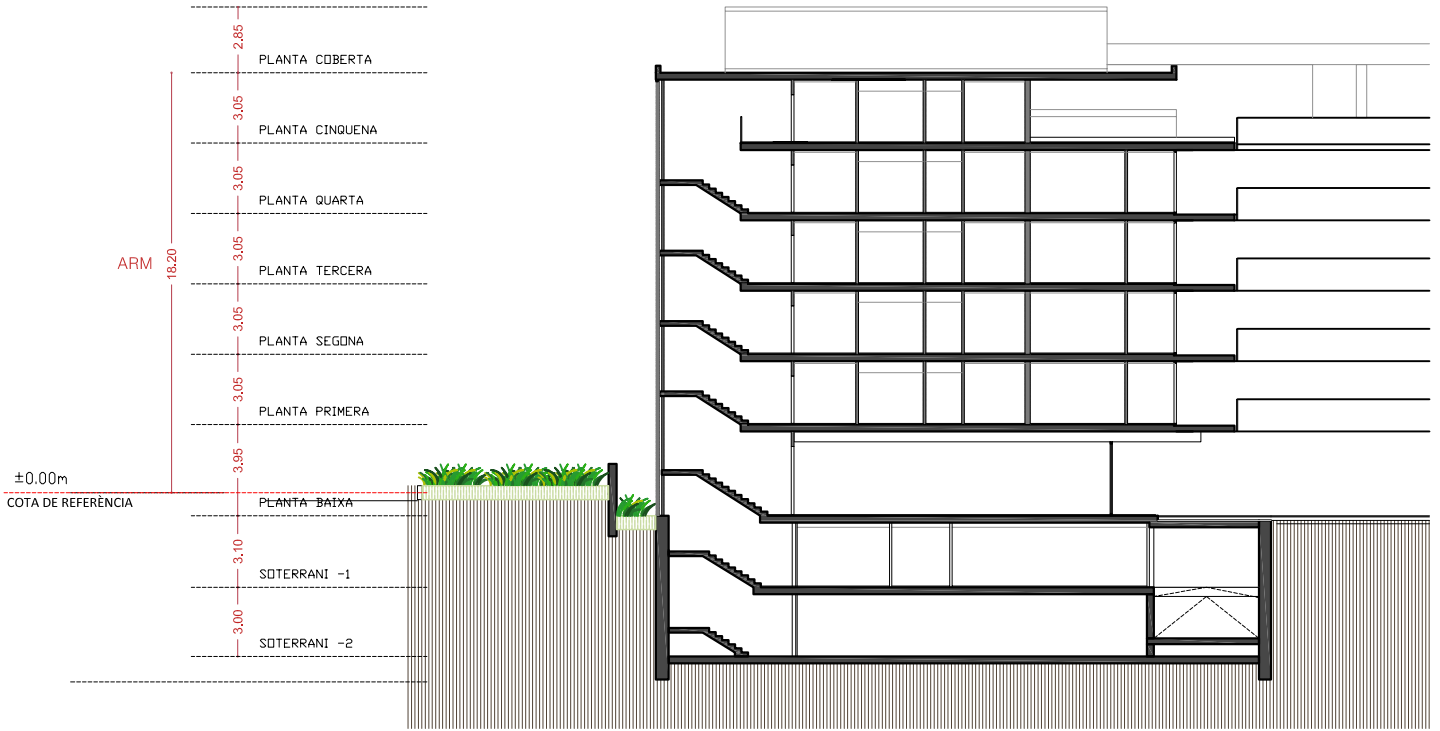 2.85
PLANTA COBERTA
3.05
PLANTA CINQUENA
3.05
PLANTA QUARTA
ARM
18.20
3.05
PLANTA TERCERA
3.05
PLANTA SEGONA
3.05
PLANTA PRIMERA
3.95
±0.00m
COTA DE REFERÈNCIA
PLANTA BAIXA
3.10
SOTERRANI -1
3.00
SOTERRANI -2